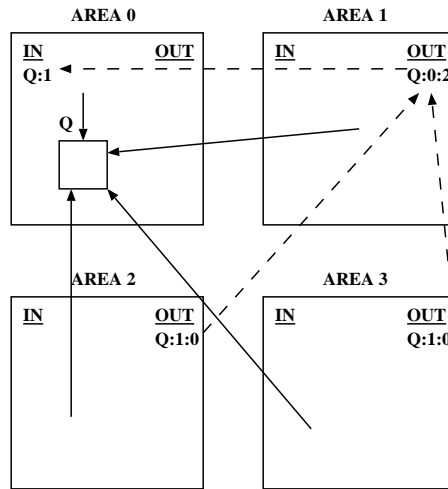 AREA 0 AREA 1
IN OUT IN OUT
Q:1 Q:0:2
Q
AREA 2 AREA 3
IN OUT IN OUT
Q:1:0 Q:1:0